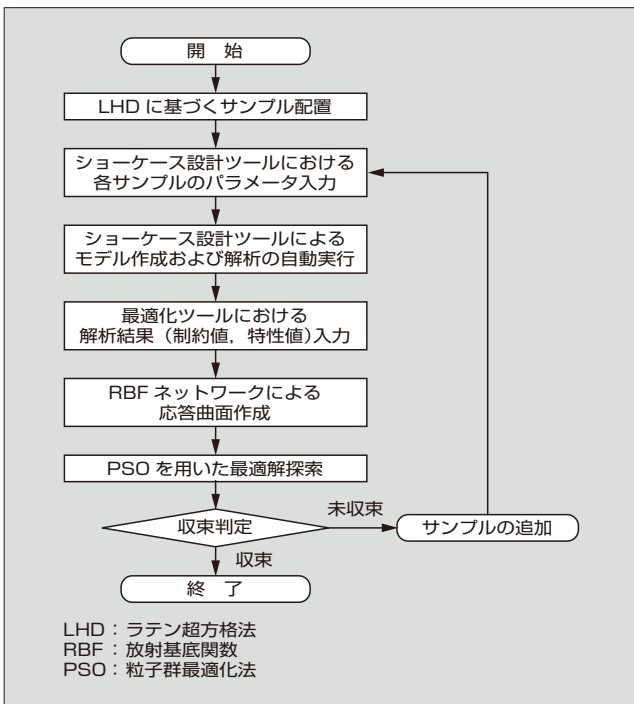 開　始
LHD に基づくサンプル配置
ショーケース設計ツールにおける
各サンプルのパラメータ入力
ショーケース設計ツールによる
モデル作成および解析の自動実行
最適化ツールにおける
解析結果（制約値，特性値）入力
RBF ネットワークによる
応答曲面作成
PSO を用いた最適解探索
収束判定
未収束
サンプルの追加
収束
終　了
LHD：ラテン超方格法
RBF：放射基底関数
PSO：粒子群最適化法